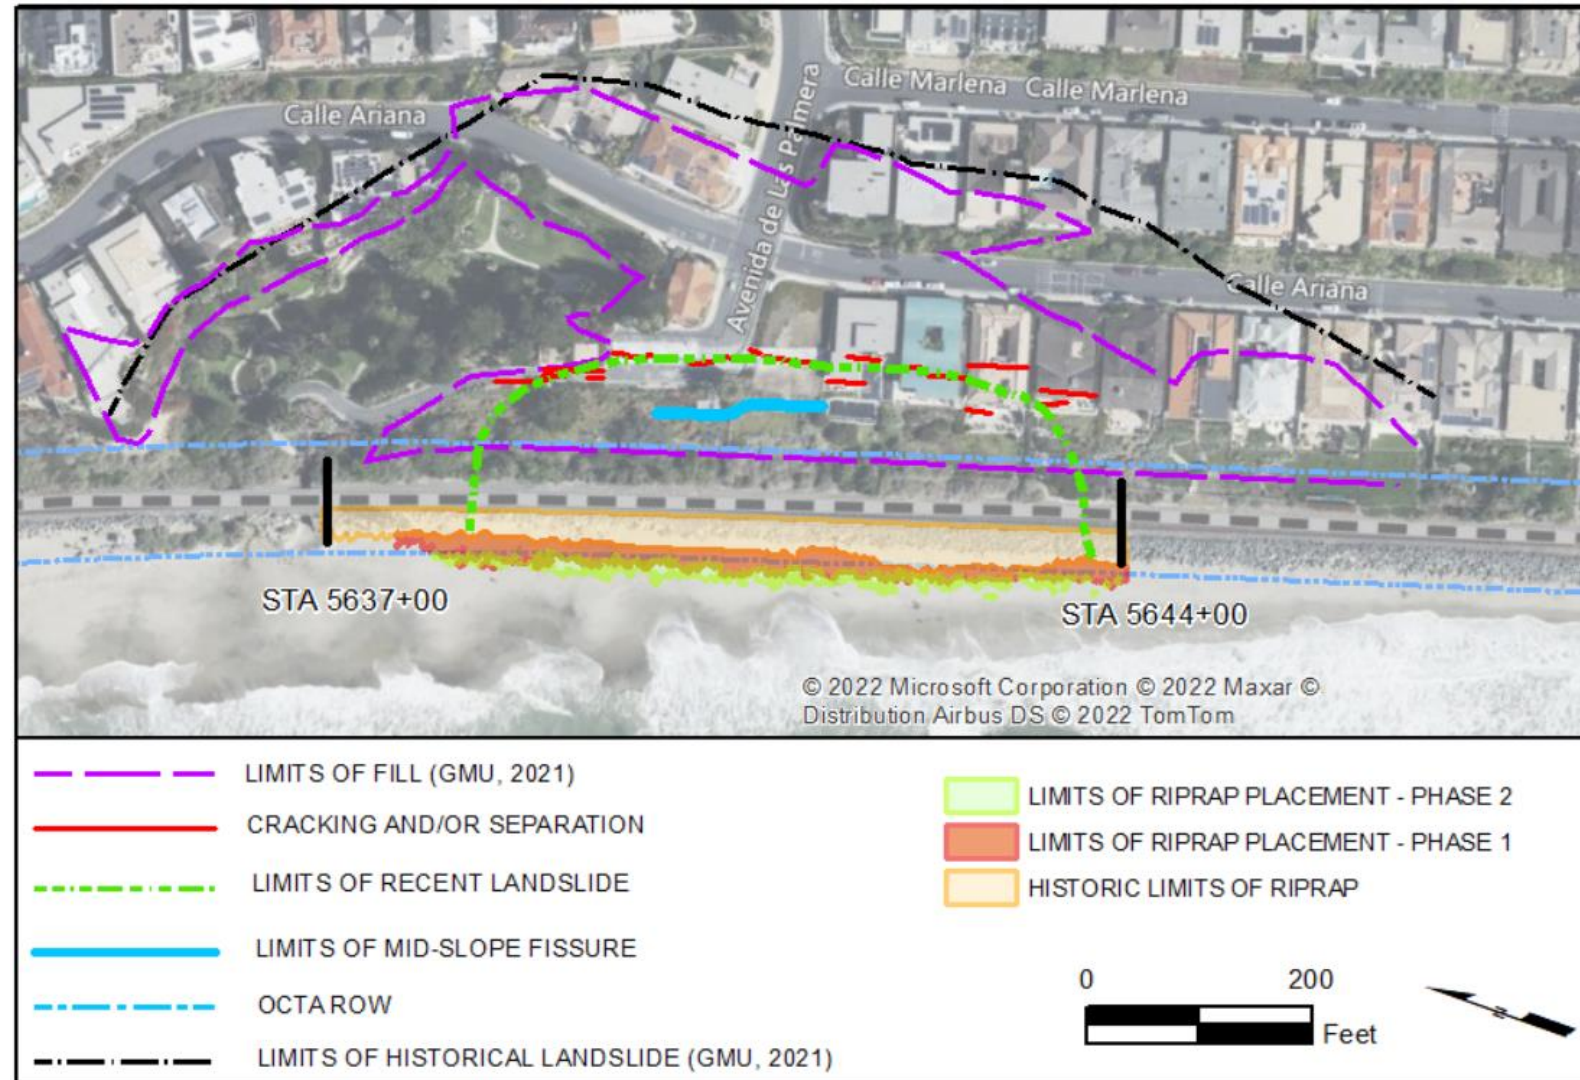 Calle Marlena Calle Marlena
Calle Ariana
Avenida de Las Palmera
Calle Ariana
STA 5637+00
STA 5644+00
© 2022 Microsoft Corporation © 2022 Maxar ©
Distribution Airbus DS © 2022 TomTom
LIMITS OF FILL (GMU, 2021)
CRACKING AND/OR SEPARATION
LIMITS OF RECENT LANDSLIDE
LIMITS OF MID-SLOPE FISSURE
OCTA ROW
LIMITS OF HISTORICAL LANDSLIDE (GMU, 2021)
LIMITS OF RIPRAP PLACEMENT - PHASE 2
LIMITS OF RIPRAP PLACEMENT - PHASE 1
HISTORIC LIMITS OF RIPRAP
0 200
Feet
N